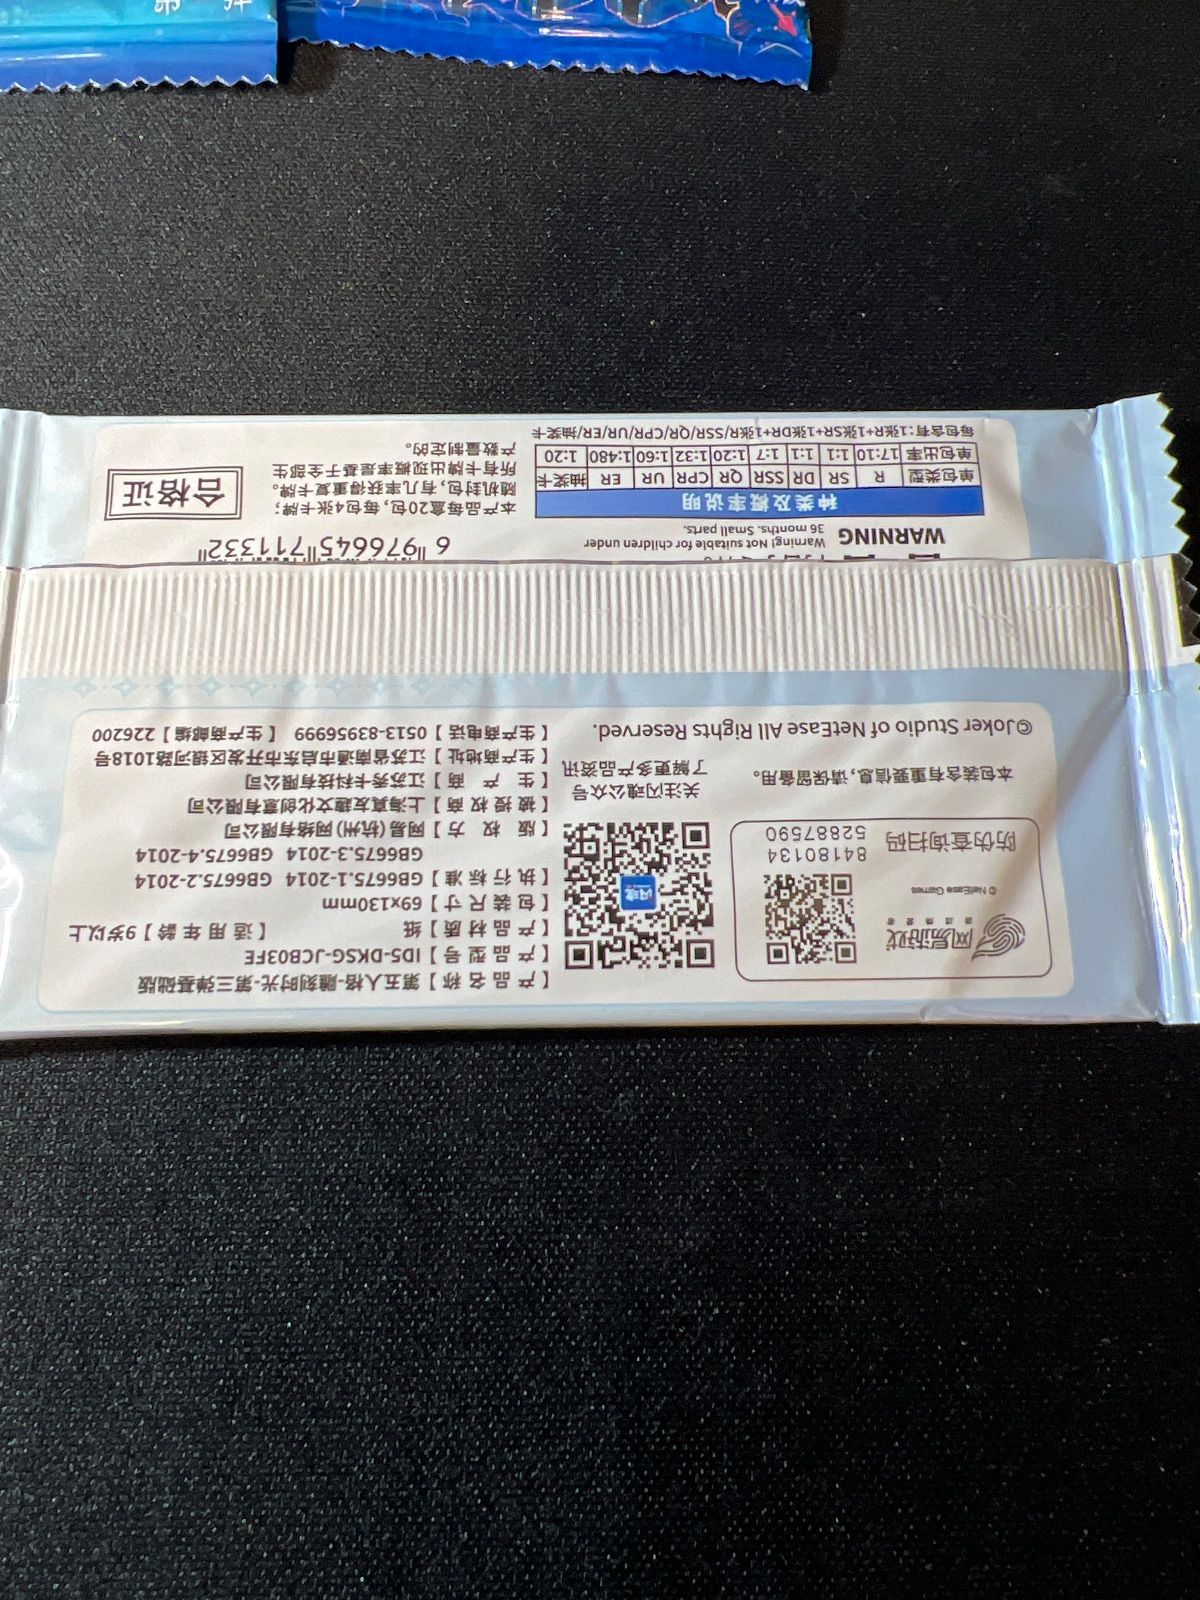 【产品名称】第五人格-雕刻时光-第三弹基础版
【产品型号】ID5-DKSG-JCB03FE
【产品材质】纸 【适用年龄】9岁以上
【包装尺寸】69x130mm
【执行标准】GB6675.1-2014 GB6675.2-2014
GB6675.3-2014 GB6675.4-2014
【版权方】网易(杭州)网络有限公司
【被授权商】上海真友趣文化创意有限公司
【生产商】江苏秀卡科技有限公司
【生产商地址】江苏省南通市启东市开发区银河路1018号
【生产商电话】0513-83956999 【生产商邮编】226200
闪魂
关注闪魂公众号
了解更多产品资讯
网易游戏
游戏热爱者
© NetEase Games
防伪查询扫码
84180134
52887590
本包装含有重要信息,请保留备用。
©Joker Studio of NetEase All Rights Reserved.
6 976645 711332
WARNING
Warning! Not suitable for children under
36 months. Small parts.
种类及概率说明
单包类型 R SR DR SSR QR CPR UR ER 抽奖卡
单包出率 17:10 1:1 1:1 1:7 1:20 1:32 1:60 1:480 1:20
每包含有:1张R+1张SR+1张DR+1张R/SSR/QR/CPR/UR/ER/抽奖卡
本产品每盒20包,每包4张卡牌;
随机封包,有几率获得重复卡牌。
所有卡牌出现概率是基于全部生
产数量制定的。
合格证